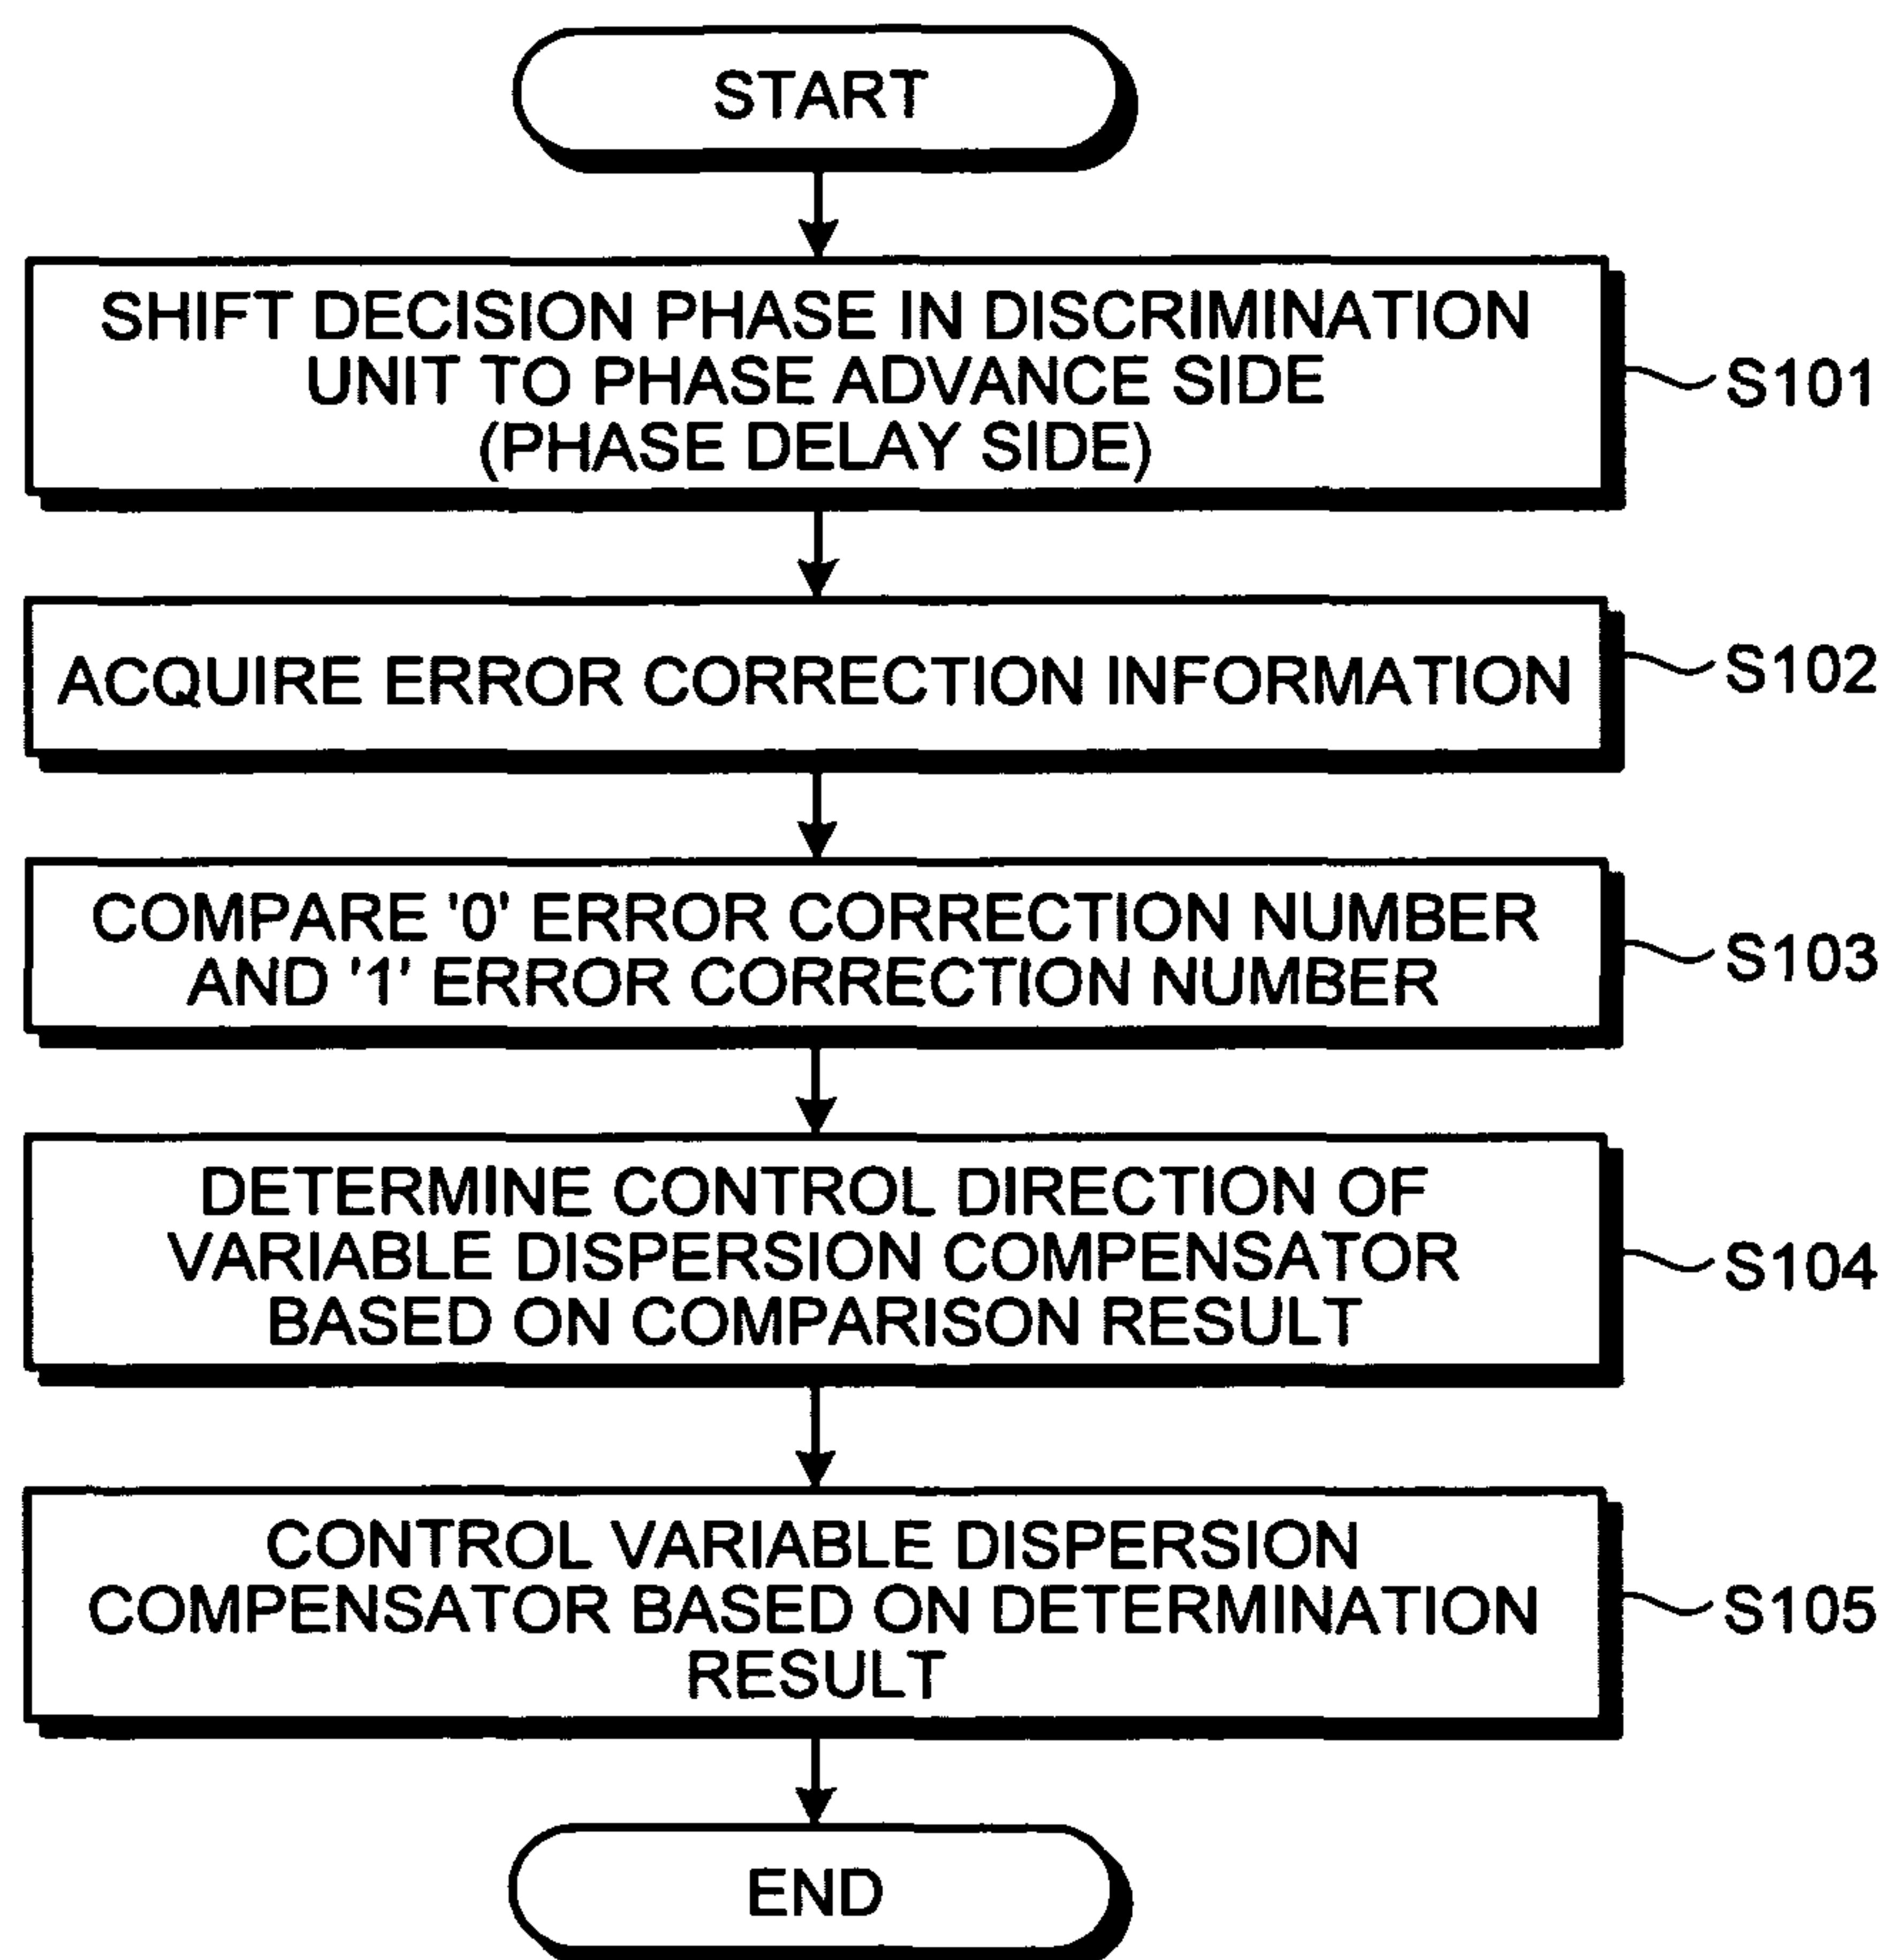 START
SHIFT DECISION PHASE IN DISCRIMINATION
UNIT TO PHASE ADVANCE SIDE
(PHASE DELAY SIDE)
S101
ACQUIRE ERROR CORRECTION INFORMATION
S102
COMPARE '0' ERROR CORRECTION NUMBER
AND '1' ERROR CORRECTION NUMBER
S103
DETERMINE CONTROL DIRECTION OF
VARIABLE DISPERSION COMPENSATOR
BASED ON COMPARISON RESULT
S104
CONTROL VARIABLE DISPERSION
COMPENSATOR BASED ON DETERMINATION
RESULT
S105
END